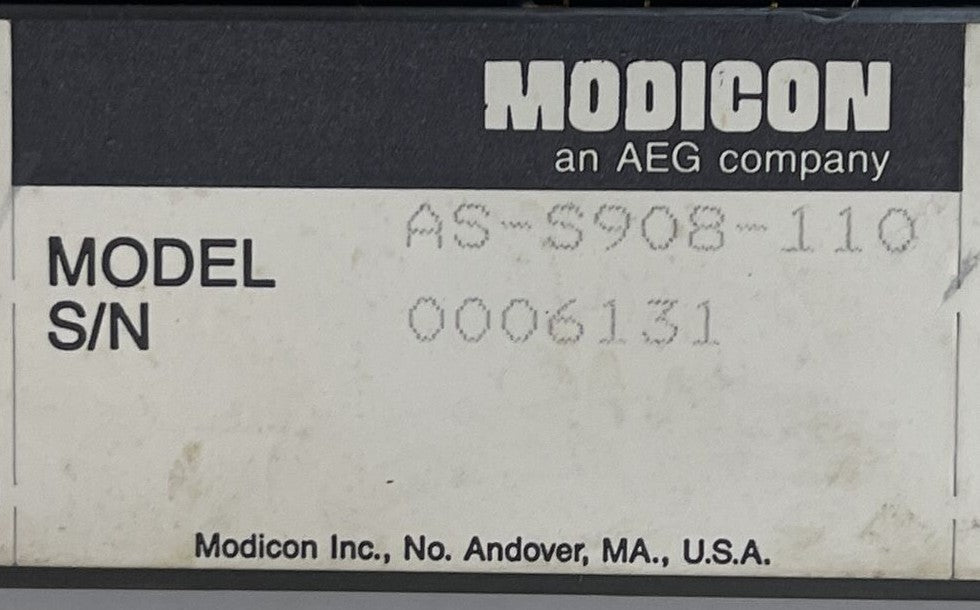 MODICON
an AEG company
MODEL AS-S908-110
S/N 0006131
Modicon Inc., No. Andover, MA., U.S.A.